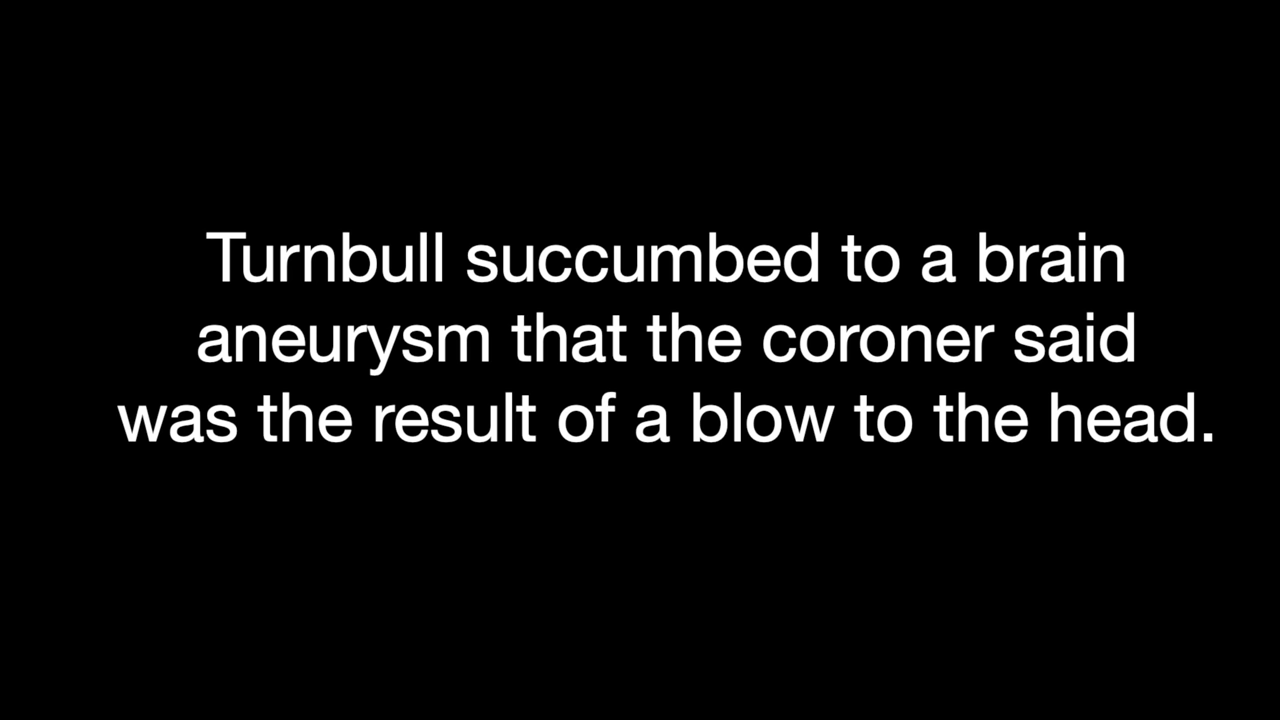 Turnbull succumbed to a brain
aneurysm that the coroner said
was the result of a blow to the head.